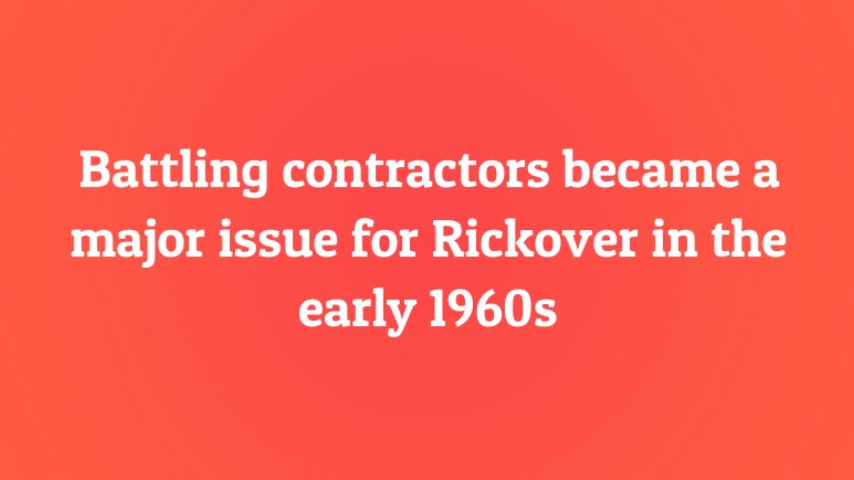 Battling contractors became a
major issue for Rickover in the
early 1960s